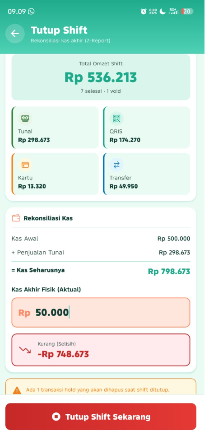 09.09
20
Tutup Shift
Rekonsiliasi kas akhir (Z-Report)
Total Omzet Shift
Rp 536.213
7 selesai · 1 void
Tunai
Rp 298.673
QRIS
Rp 174.270
Kartu
Rp 13.320
Transfer
Rp 49.950
Rekonsiliasi Kas
Kas Awal
Rp 500.000
+ Penjualan Tunai
Rp 298.673
= Kas Seharusnya
Rp 798.673
Kas Akhir Fisik (Aktual)
Rp 50.000
Kurang (Selisih)
-Rp 748.673
Ada 1 transaksi hold yang akan dihapus saat shift ditutup.
Tutup Shift Sekarang